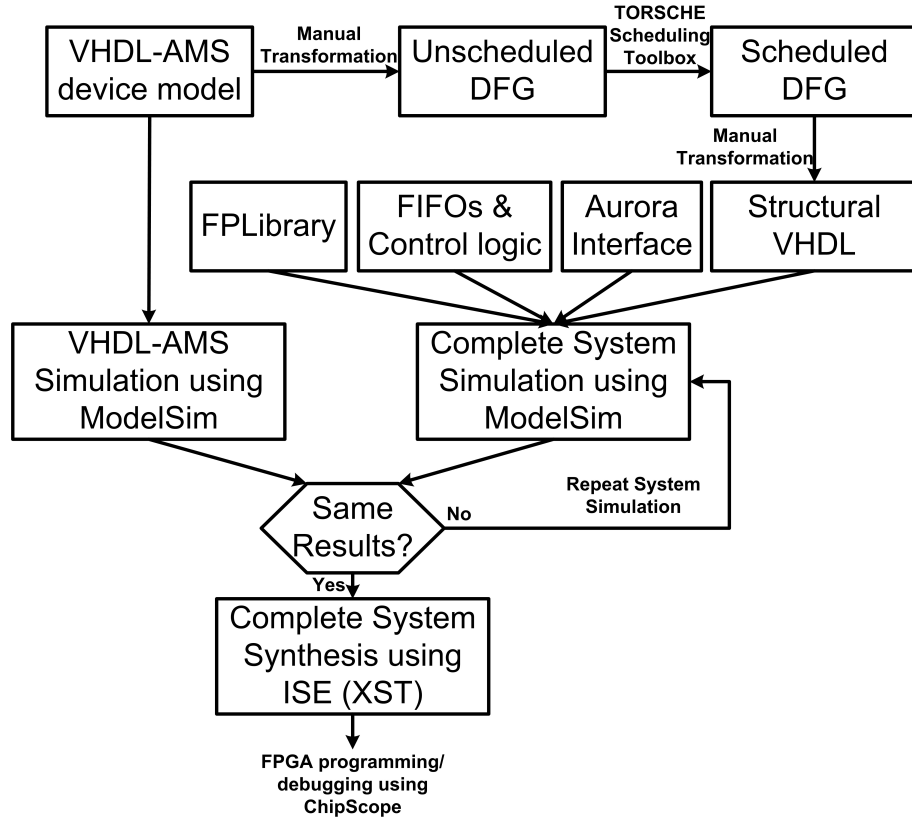 VHDL-AMS
device model
Manual
Transformation
Unscheduled
DFG
TORSCHE
Scheduling
Toolbox
Scheduled
DFG
Manual
Transformation
FPLibrary
FIFOs &
Control logic
Aurora
Interface
Structural
VHDL
VHDL-AMS
Simulation using
ModelSim
Complete System
Simulation using
ModelSim
Same
Results?
No
Repeat System
Simulation
Yes
Complete System
Synthesis using
ISE (XST)
FPGA programming/
debugging using
ChipScope